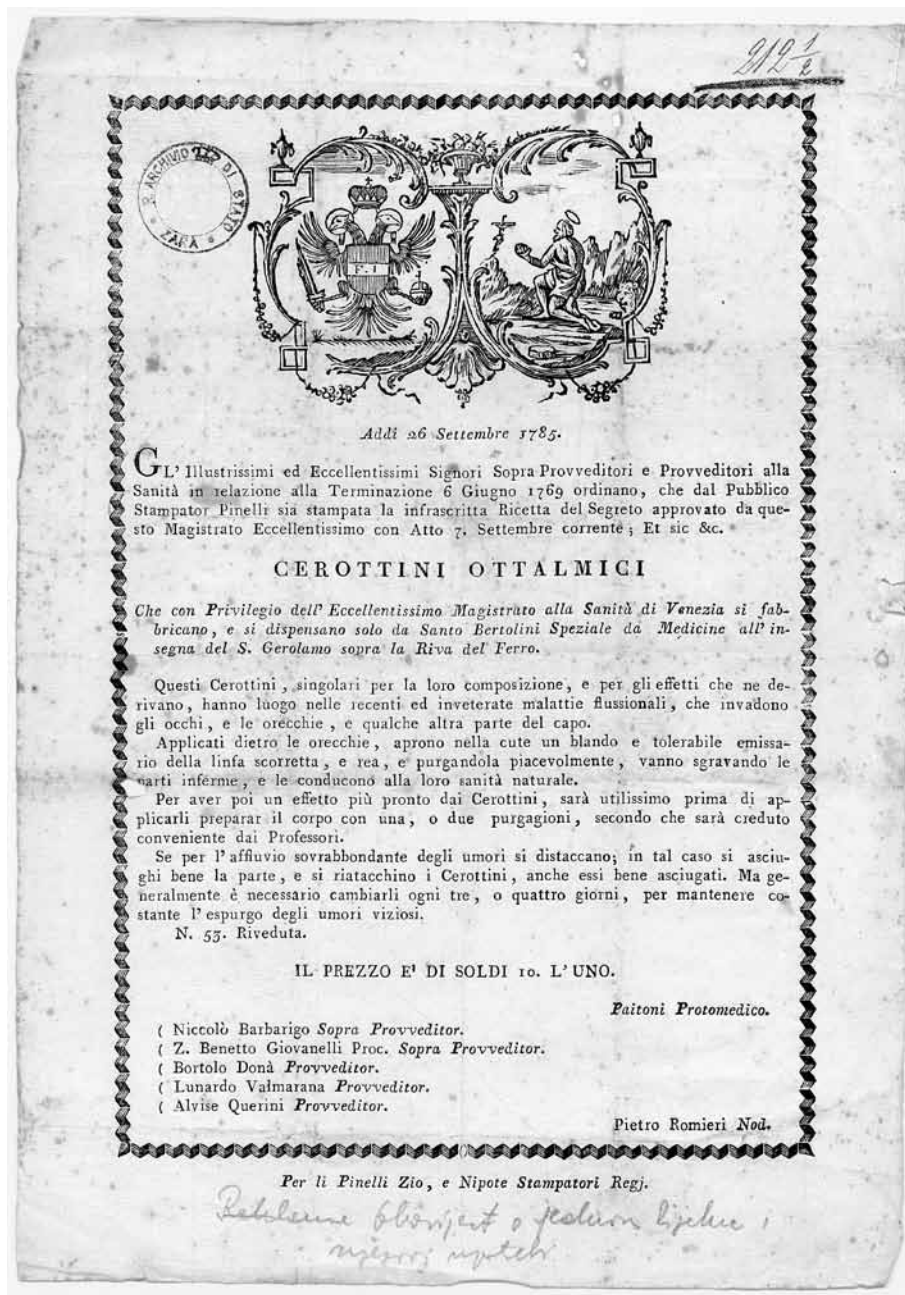 212 1/2
R. ARCHIVIO DI STATO
ZARA
F. I
Addì 26 Settembre 1785.
GL' Illustrissimi ed Eccellentissimi Signori Sopra Provveditori e Provveditori alla
Sanità in relazione alla Terminazione 6 Giugno 1769 ordinano, che dal Pubblico
Stampator Pinelli sia stampata la infrascritta Ricetta del Segreto approvato da que-
sto Magistrato Eccellentissimo con Atto 7. Settembre corrente; Et sic &c.
CEROTTINI OTTALMICI
Che con Privilegio dell' Eccellentissimo Magistrato alla Sanità di Venezia si fab-
bricano, e si dispensano solo da Santo Bertolini Speziale da Medicine all' in-
segna del S. Gerolamo sopra la Riva del Ferro.
Questi Cerottini, singolari per la loro composizione, e per gli effetti che ne de-
rivano, hanno luogo nelle recenti ed inveterate malattie flussionali, che invadono
gli occhi, e le orecchie, e qualche altra parte del capo.
Applicati dietro le orecchie, aprono nella cute un blando e tolerabile emissa-
rio della linfa scorretta, e rea, e purgandola piacevolmente, vanno sgravando le
parti inferme, e le conducono alla loro sanità naturale.
Per aver poi un effetto più pronto dai Cerottini, sarà utilissimo prima di ap-
plicarli preparar il corpo con una, o due purgagioni, secondo che sarà creduto
conveniente dai Professori.
Se per l' affluvio sovrabbondante degli umori si distaccano; in tal caso si asciu-
ghi bene la parte, e si riatacchino i Cerottini, anche essi bene asciugati. Ma ge-
neralmente è necessario cambiarli ogni tre, o quattro giorni, per mantenere co-
stante l' espurgo degli umori viziosi.
N. 53. Riveduta.
IL PREZZO E' DI SOLDI 10. L' UNO.
Paitoni Protomedico.
( Niccolò Barbarigo Sopra Provveditor.
( Z. Benetto Giovanelli Proc. Sopra Provveditor.
( Bortolo Donà Provveditor.
( Lunardo Valmarana Provveditor.
( Alvise Querini Provveditor.
Pietro Romieri Nod.
Per li Pinelli Zio, e Nipote Stampatori Regj.
o jednom lijeku i
njegovoj upotrebi